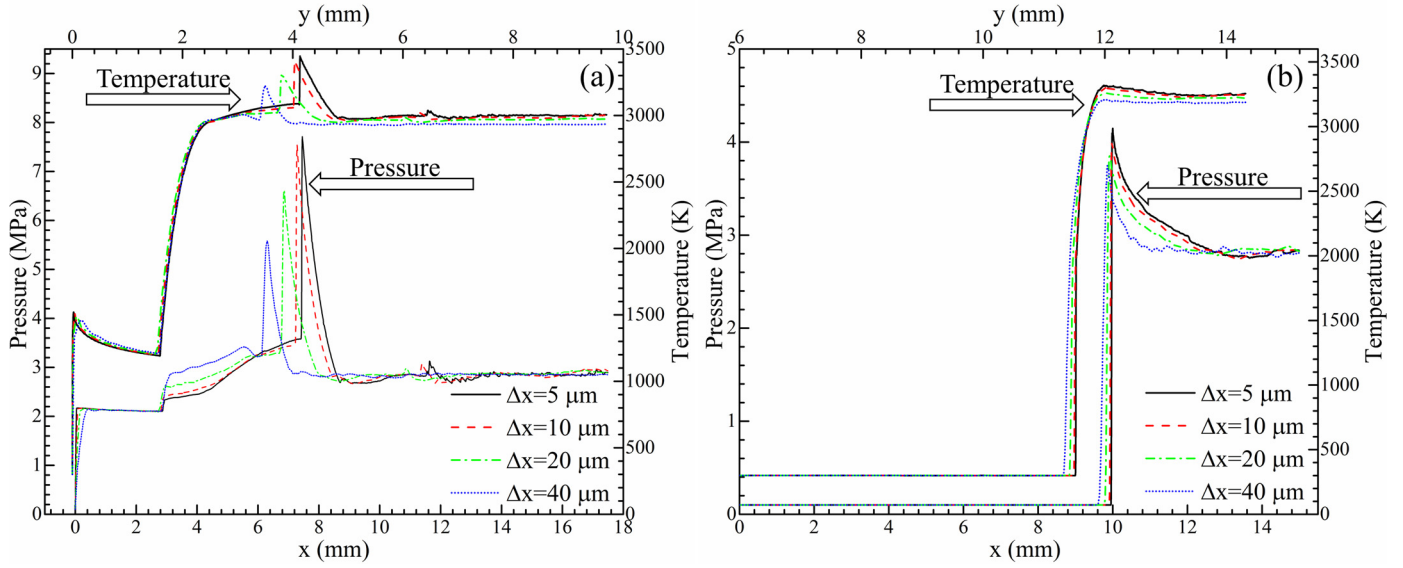 y (mm)
0 2 4 6 8 10
3500
3000
2500
2000
1500
1000
500
0
Temperature (K)
9
8
7
6
5
4
3
2
1
0
Pressure (MPa)
Temperature
(a)
Pressure
Δx=5 μm
Δx=10 μm
Δx=20 μm
Δx=40 μm
0 2 4 6 8 10 12 14 16 18
x (mm)
y (mm)
6 8 10 12 14
5
4
3
2
1
0
Pressure (MPa)
3500
3000
2500
2000
1500
1000
500
0
Temperature (K)
Temperature
(b)
Pressure
Δx=5 μm
Δx=10 μm
Δx=20 μm
Δx=40 μm
0 2 4 6 8 10 12 14
x (mm)